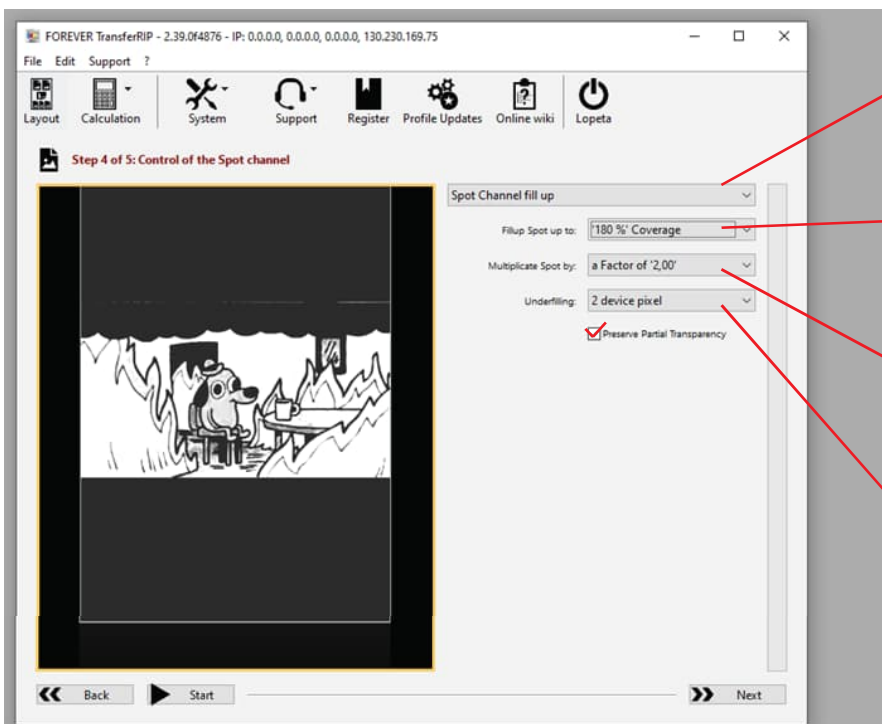 FOREVER TransferRIP - 2.39.0f4876 - IP: 0.0.0.0, 0.0.0.0, 0.0.0.0, 130.230.169.75
File Edit Support ?
Layout Calculation System Support Register Profile Updates Online wiki Lopeta
Step 4 of 5: Control of the Spot channel
Spot Channel fill up
Fillup Spot up to: '180 %' Coverage
Multiplicate Spot by: a Factor of '2,00'
Underfilling: 2 device pixel
Preserve Partial Transparency
Back Start Next